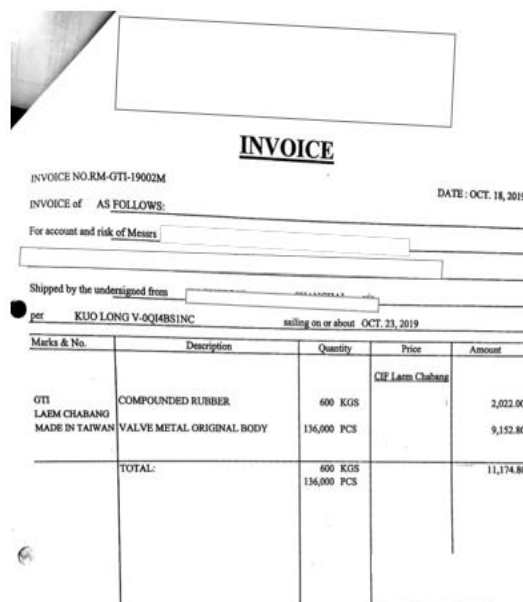 INVOICE
INVOICE NO.RM-GTI-19002M
DATE : OCT. 18, 2019
INVOICE of AS FOLLOWS:
For account and risk of Messrs
Shipped by the undersigned from
per KUO LONG V-0QI4BS1NC sailing on or about OCT. 23, 2019
Marks & No. Description Quantity Price Amount
CIF Laem Chabang
GTI COMPOUNDED RUBBER 600 KGS 2,022.00
LAEM CHABANG
MADE IN TAIWAN VALVE METAL ORIGINAL BODY 136,000 PCS 9,152.80
TOTAL: 600 KGS 11,174.80
136,000 PCS